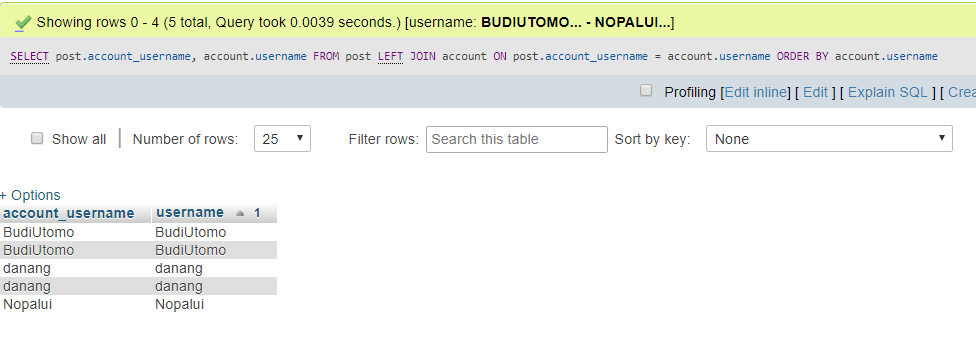 Showing rows 0 - 4 (5 total, Query took 0.0039 seconds.) [username: BUDIUTOMO... - NOPALUI...]
SELECT post.account_username, account.username FROM post LEFT JOIN account ON post.account_username = account.username ORDER BY account.username
Profiling [Edit inline] [ Edit ] [ Explain SQL ] [ Crea
Show all | Number of rows: 25 Filter rows: Search this table Sort by key: None
+ Options
account_username username 1
BudiUtomo BudiUtomo
BudiUtomo BudiUtomo
danang danang
danang danang
Nopalui Nopalui